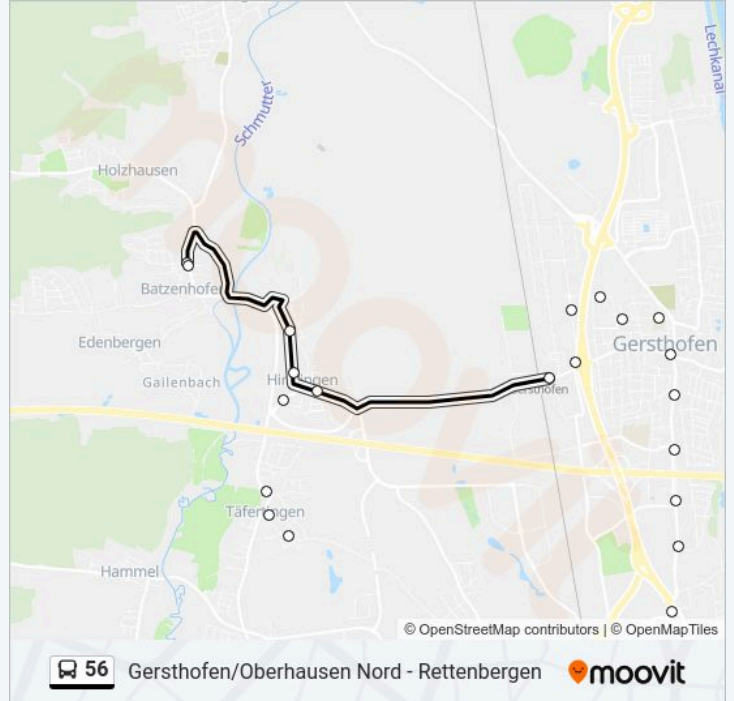 Lechkanal
Schmutter
Holzhausen
Batzenhofen
Edenbergen
Gersthofen
Gailenbach
Gersthofen
Täfertingen
Hammel
© OpenStreetMap contributors | © OpenMapTiles
56 Gersthofen/Oberhausen Nord - Rettenbergen moovit